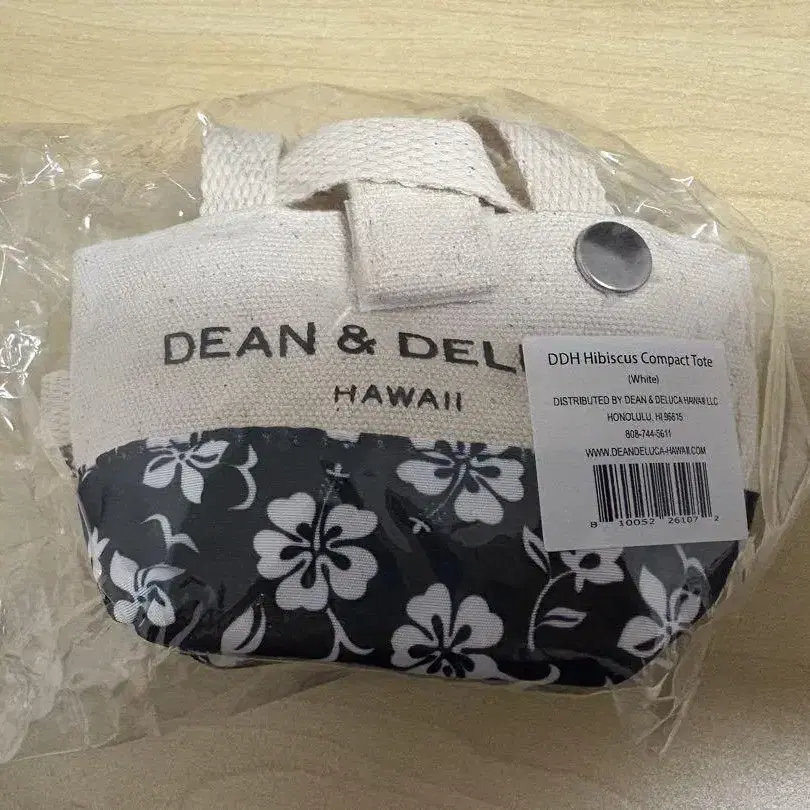 DEAN & DEL
HAWAII
DDH Hibiscus Compact Tote
(White)
DISTRIBUTED BY DEAN & DELUCA HAWAII LLC
HONOLULU, HI 96815
808-744-5611
WWW.DEANDELUCA-HAWAII.COM
8 10052 26107 2